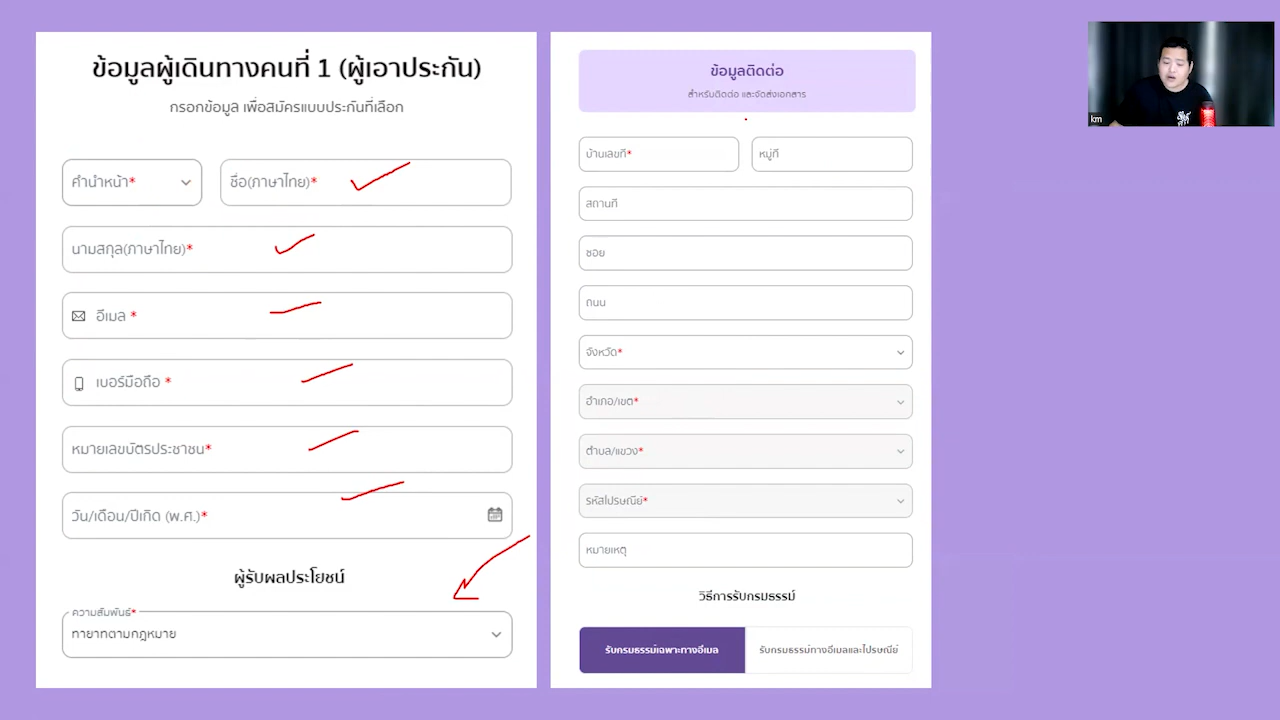 ข้อมูลผู้เดินทางคนที่ 1 (ผู้เอาประกัน)
กรอกข้อมูล เพื่อสมัครแบบประกันที่เลือก
คำนำหน้า*
ชื่อ(ภาษาไทย)*
นามสกุล(ภาษาไทย)*
อีเมล *
เบอร์มือถือ *
หมายเลขบัตรประชาชน*
วัน/เดือน/ปีเกิด (พ.ศ.)*
ผู้รับผลประโยชน์
ความสัมพันธ์*
ทายาทตามกฎหมาย
ข้อมูลติดต่อ
สำหรับติดต่อ และจัดส่งเอกสาร
บ้านเลขที่*
หมู่ที่
สถานที่
ซอย
ถนน
จังหวัด*
อำเภอ/เขต*
ตำบล/แขวง*
รหัสไปรษณีย์*
หมายเหตุ
วิธีการรับกรมธรรม์
รับกรมธรรม์เฉพาะทางอีเมล
รับกรมธรรม์ทางอีเมลและไปรษณีย์
km